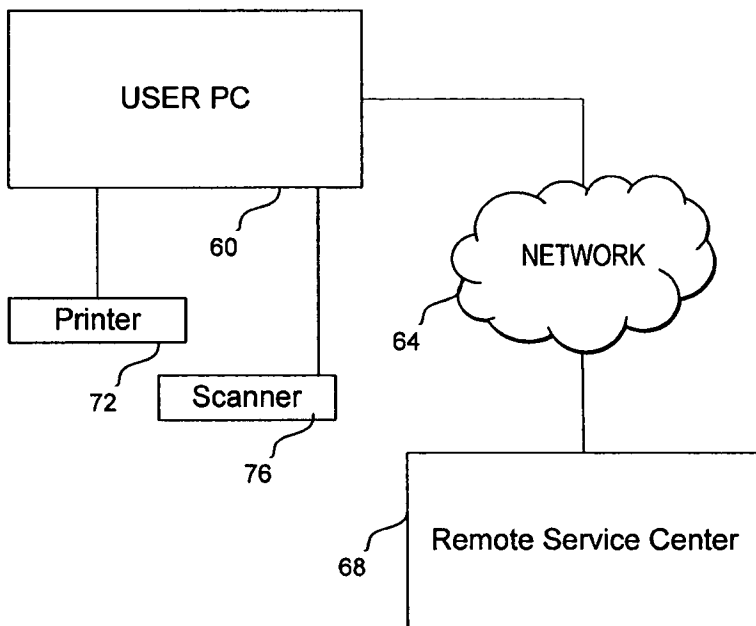 USER PC
60
NETWORK
64
Printer
72
Scanner
76
Remote Service Center
68